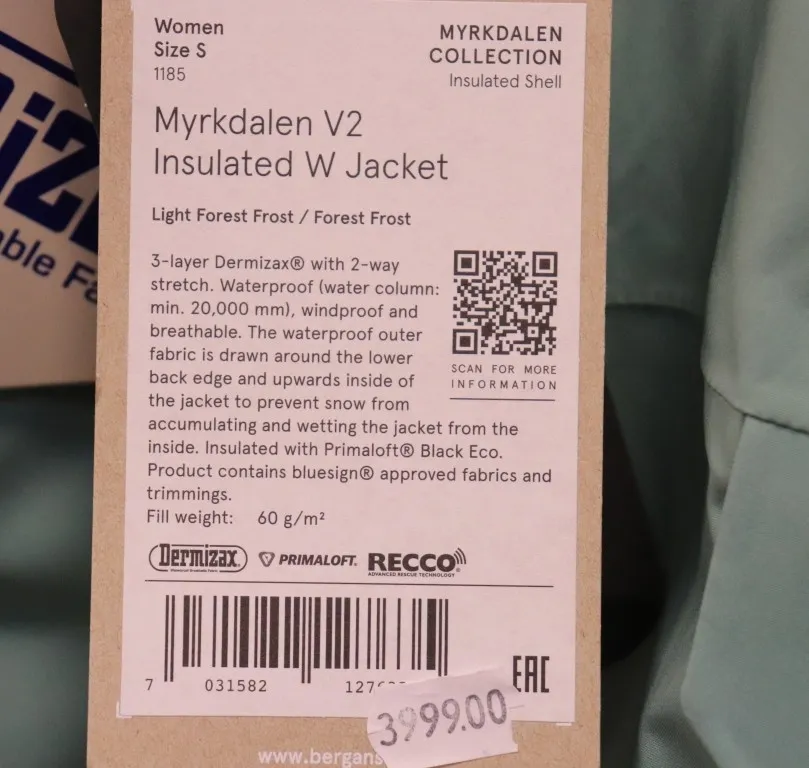 Women
Size S
1185
MYRKDALEN
COLLECTION
Insulated Shell
Myrkdalen V2
Insulated W Jacket
Light Forest Frost / Forest Frost
3-layer Dermizax® with 2-way
stretch. Waterproof (water column:
min. 20,000 mm), windproof and
breathable. The waterproof outer
fabric is drawn around the lower
back edge and upwards inside of
the jacket to prevent snow from
accumulating and wetting the jacket from the
inside. Insulated with Primaloft® Black Eco.
Product contains bluesign® approved fabrics and
trimmings.
Fill weight: 60 g/m²
SCAN FOR MORE
INFORMATION
Dermizax
PRIMALOFT
RECCO
ADVANCED RESCUE TECHNOLOGY
7 031582
EAC
3999.00
www.bergans